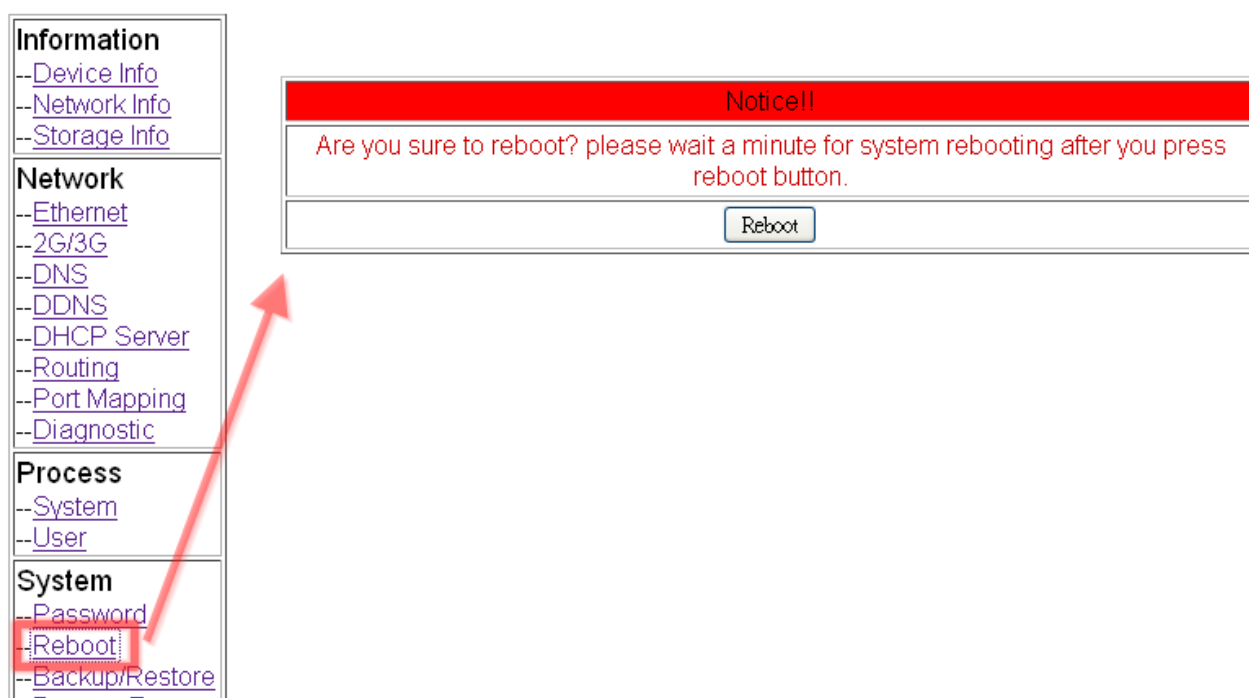 Information
--Device Info
--Network Info
--Storage Info
Network
--Ethernet
--2G/3G
--DNS
--DDNS
--DHCP Server
--Routing
--Port Mapping
--Diagnostic
Process
--System
--User
System
--Password
--Reboot
--Backup/Restore
Notice!!
Are you sure to reboot? please wait a minute for system rebooting after you press
reboot button.
Reboot